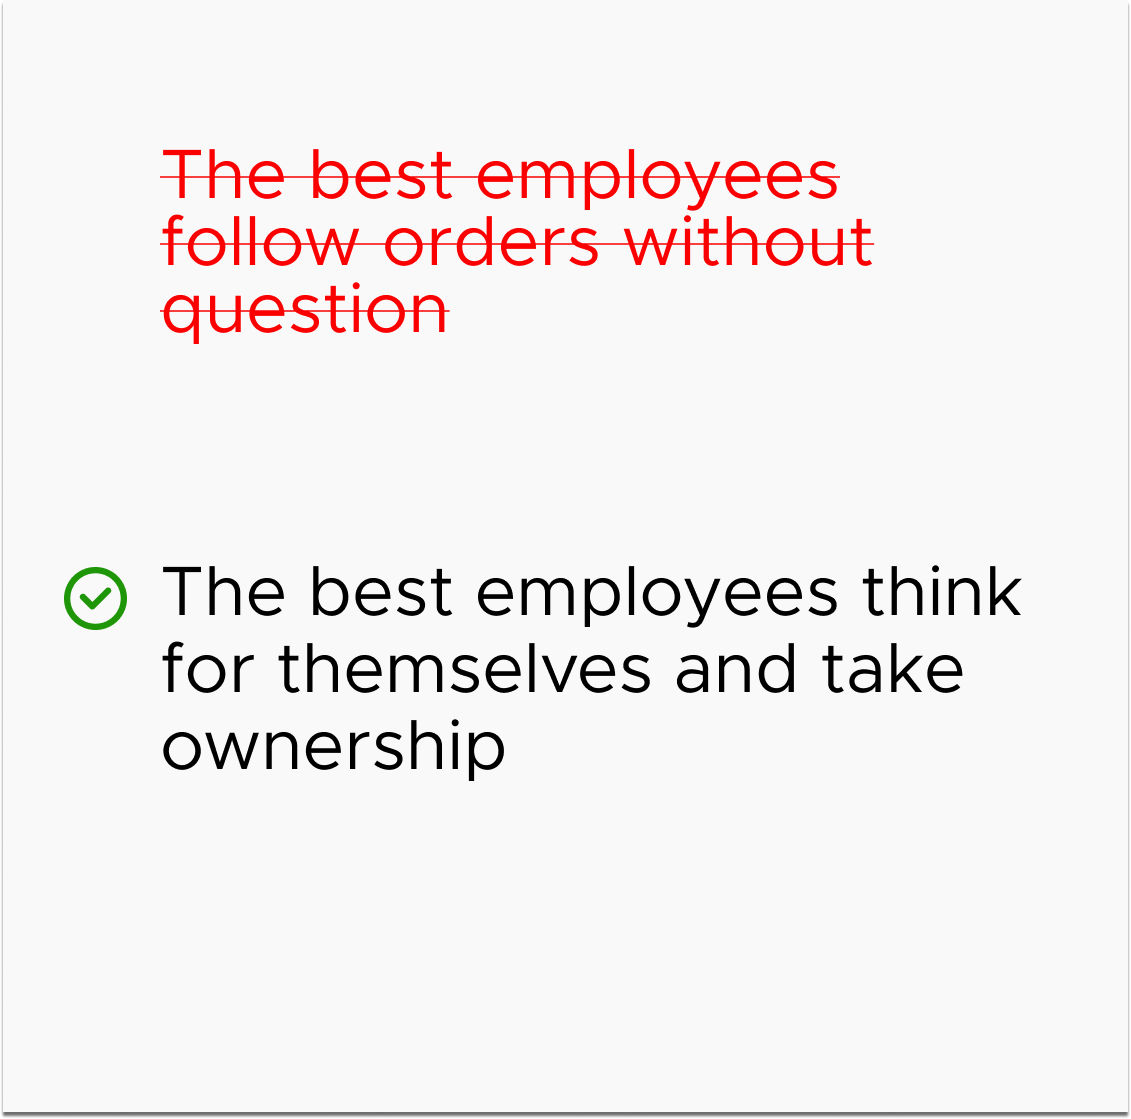 The best employees
follow orders without
question
The best employees think
for themselves and take
ownership